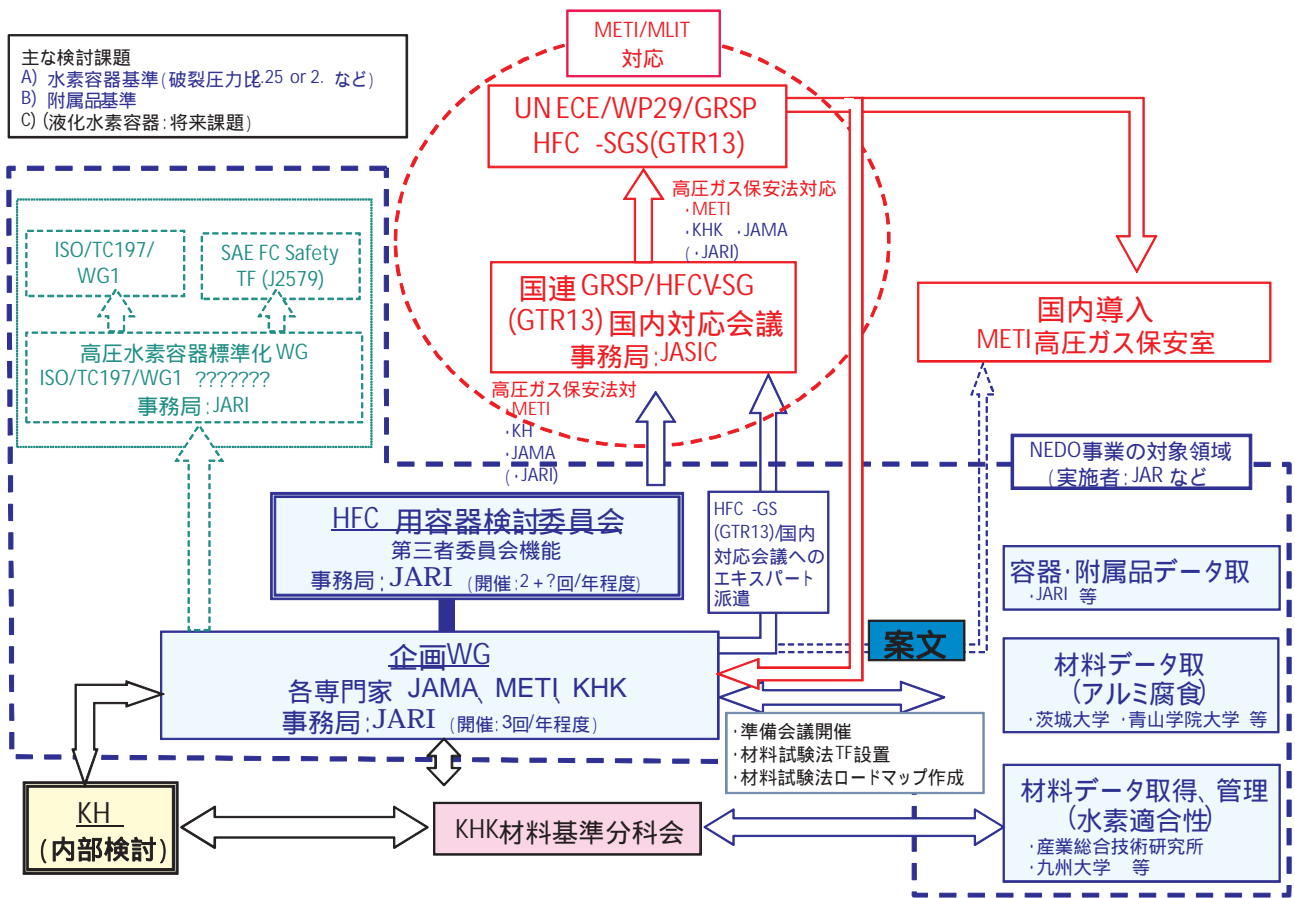 METI/MLIT
対応
主な検討課題
A) 水素容器基準(破裂圧力比2.25 or 2. など)
B) 附属品基準
C) (液化水素容器:将来課題)
UN ECE/WP29/GRSP
HFC -SGS(GTR13)
高圧ガス保安法対応
・METI
・KHK ・JAMA
(・JARI)
ISO/TC197/
WG1
SAE FC Safety
TF (J2579)
国連 GRSP/HFCV-SG
(GTR13) 国内対応会議
事務局:JASIC
国内導入
METI 高圧ガス保安室
高圧水素容器標準化 WG
ISO/TC197/WG1 ???????
事務局:JARI
高圧ガス保安法対
・METI
・KH
・JAMA
(・JARI)
NEDO事業の対象領域
(実施者:JAR など
HFC 用容器検討委員会
第三者委員会機能
事務局:JARI (開催:2+?回/年程度)
HFC -GS
(GTR13)/国内
対応会議への
エキスパート
派遣
容器・附属品データ取
・JARI 等
案文
企画WG
各専門家 JAMA、METI、KHK
事務局:JARI (開催:3回/年程度)
材料データ取
(アルミ腐食)
・茨城大学 ・青山学院大学 等
・準備会議開催
・材料試験法TF設置
・材料試験法ロードマップ作成
KH
(内部検討)
KHK材料基準分科会
材料データ取得、管理
(水素適合性)
・産業総合技術研究所
・九州大学 等